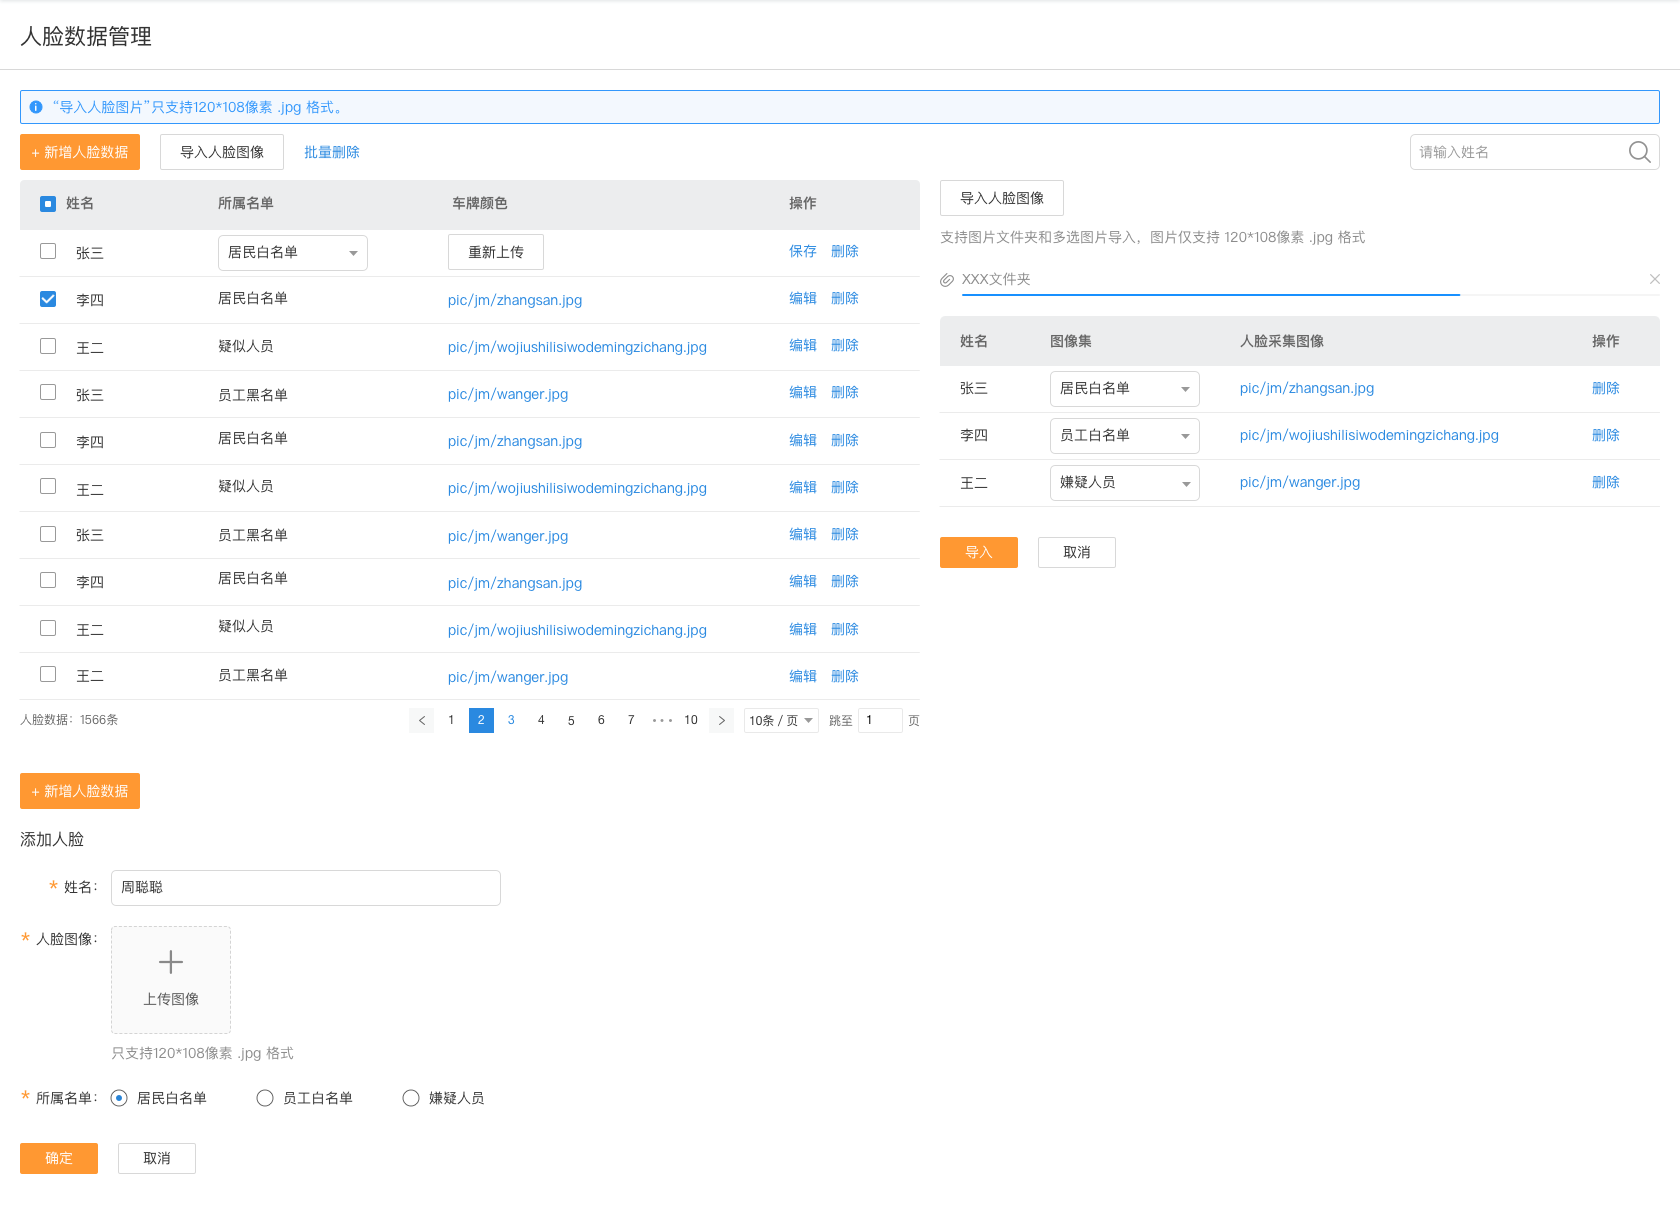 人脸数据管理
“导入人脸图片”只支持120*108像素 .jpg 格式。
+ 新增人脸数据 导入人脸图像 批量删除 请输入姓名
姓名 所属名单 车牌颜色 操作
张三 居民白名单 重新上传 保存 删除
李四 居民白名单 pic/jm/zhangsan.jpg 编辑 删除
王二 疑似人员 pic/jm/wojiushilisiwodemingzichang.jpg 编辑 删除
张三 员工黑名单 pic/jm/wanger.jpg 编辑 删除
李四 居民白名单 pic/jm/zhangsan.jpg 编辑 删除
王二 疑似人员 pic/jm/wojiushilisiwodemingzichang.jpg 编辑 删除
张三 员工黑名单 pic/jm/wanger.jpg 编辑 删除
李四 居民白名单 pic/jm/zhangsan.jpg 编辑 删除
王二 疑似人员 pic/jm/wojiushilisiwodemingzichang.jpg 编辑 删除
王二 员工黑名单 pic/jm/wanger.jpg 编辑 删除
人脸数据：1566条 < 1 2 3 4 5 6 7 ••• 10 > 10条 / 页 跳至 1 页
导入人脸图像
支持图片文件夹和多选图片导入，图片仅支持 120*108像素 .jpg 格式
XXX文件夹
姓名 图像集 人脸采集图像 操作
张三 居民白名单 pic/jm/zhangsan.jpg 删除
李四 员工白名单 pic/jm/wojiushilisiwodemingzichang.jpg 删除
王二 嫌疑人员 pic/jm/wanger.jpg 删除
导入 取消
+ 新增人脸数据
添加人脸
* 姓名： 周聪聪
* 人脸图像：
上传图像
只支持120*108像素 .jpg 格式
* 所属名单： 居民白名单 员工白名单 嫌疑人员
确定 取消